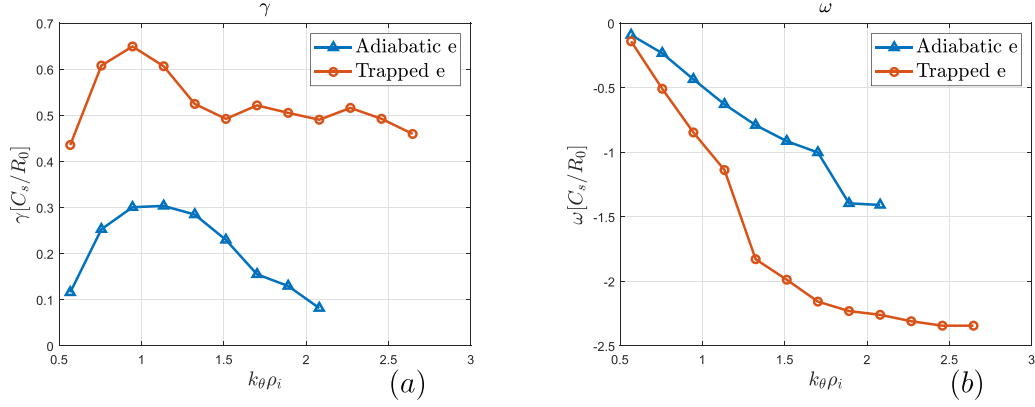 γ
0.7
0.6
0.5
0.4
0.3
0.2
0.1
0
γ[C_s/R_0]
Adiabatic e
Trapped e
0.5 1 1.5 2 2.5 3
k_θρ_i
(a)
ω
0
-0.5
-1
-1.5
-2
-2.5
ω[C_s/R_0]
Adiabatic e
Trapped e
0.5 1 1.5 2 2.5 3
k_θρ_i
(b)